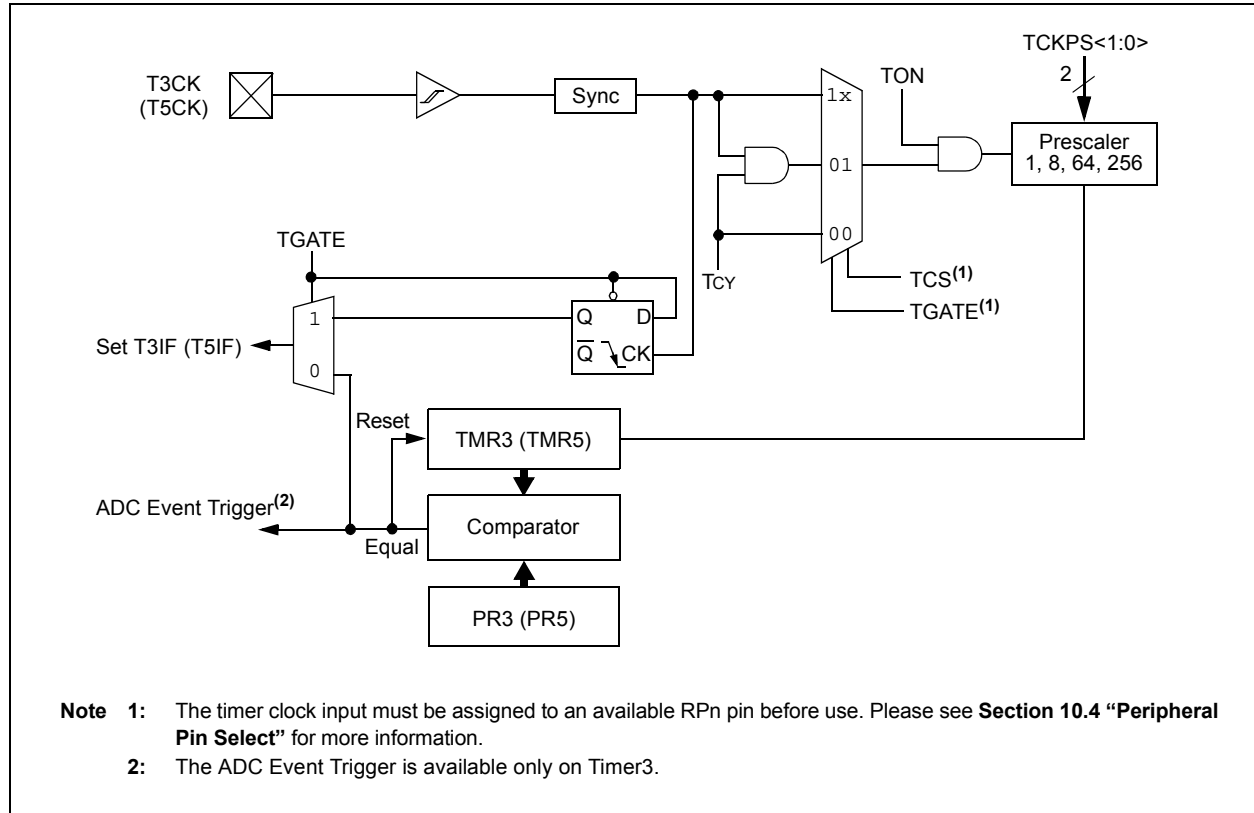 TCKPS<1:0>
2
T3CK
(T5CK)
Sync
TON
1x
Prescaler
1, 8, 64, 256
01
00
TGATE
TCY
TCS(1)
TGATE(1)
1
Q D
Set T3IF (T5IF)
Q CK
0
Reset
TMR3 (TMR5)
ADC Event Trigger(2)
Comparator
Equal
PR3 (PR5)
Note 1: The timer clock input must be assigned to an available RPn pin before use. Please see Section 10.4 “Peripheral
Pin Select” for more information.
2: The ADC Event Trigger is available only on Timer3.